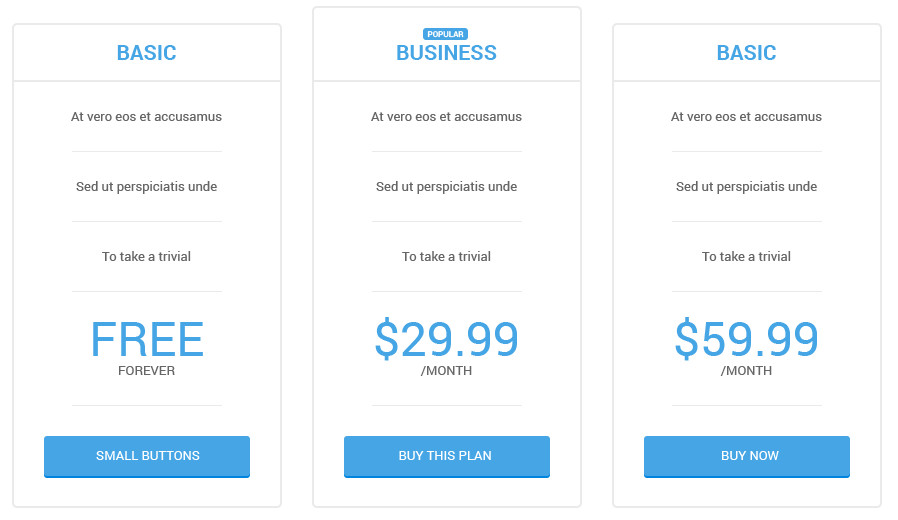 BASIC
At vero eos et accusamus
Sed ut perspiciatis unde
To take a trivial
FREE
FOREVER
SMALL BUTTONS
POPULAR
BUSINESS
At vero eos et accusamus
Sed ut perspiciatis unde
To take a trivial
$29.99
/MONTH
BUY THIS PLAN
BASIC
At vero eos et accusamus
Sed ut perspiciatis unde
To take a trivial
$59.99
/MONTH
BUY NOW